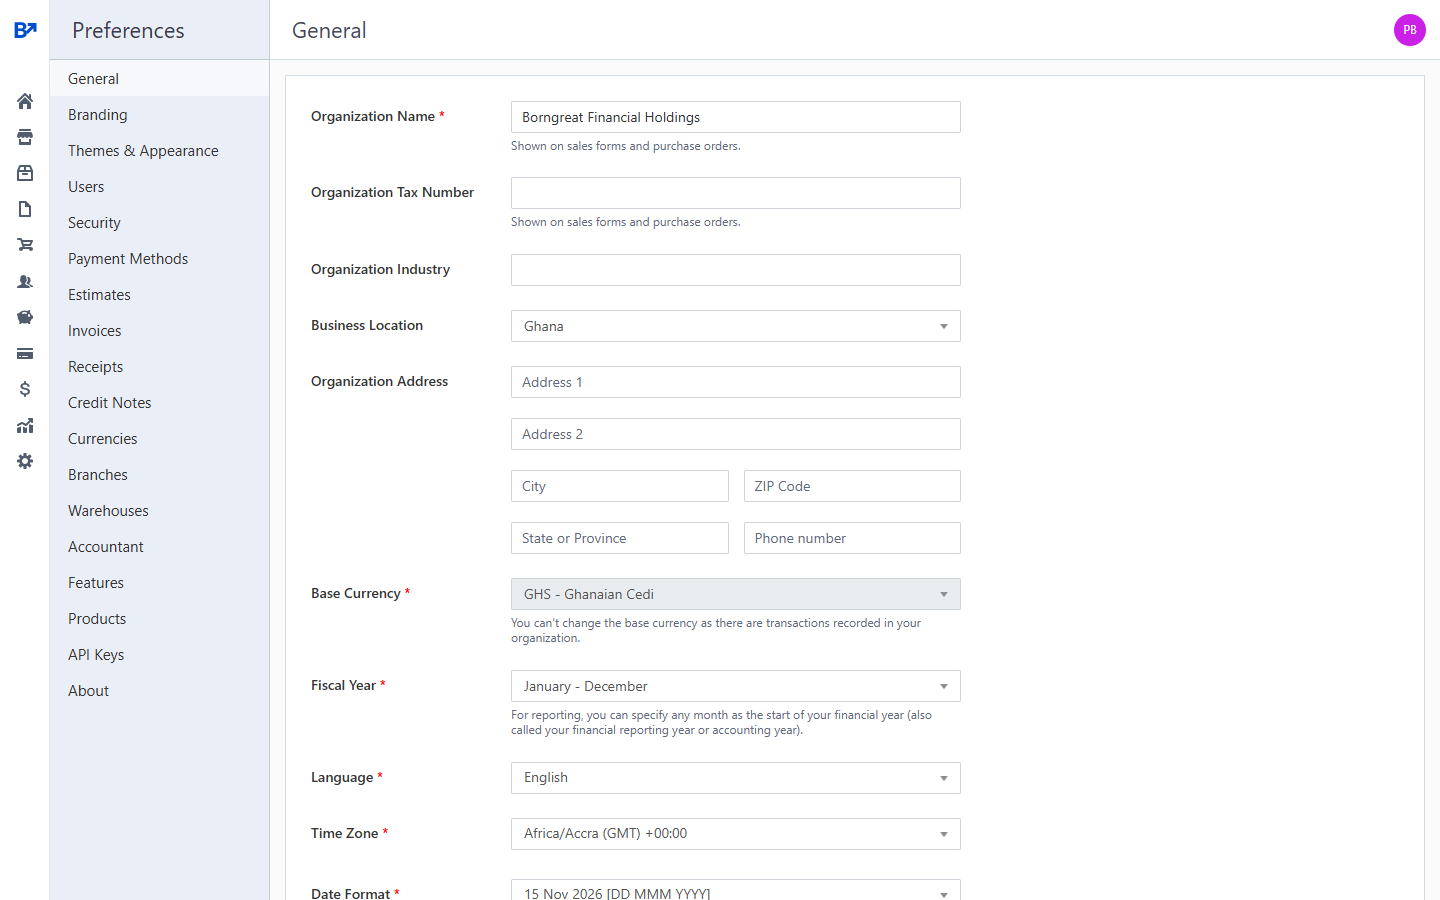 Preferences
General
PB
General
Branding
Themes & Appearance
Users
Security
Payment Methods
Estimates
Invoices
Receipts
Credit Notes
Currencies
Branches
Warehouses
Accountant
Features
Products
API Keys
About
Organization Name *
Borngreat Financial Holdings
Shown on sales forms and purchase orders.
Organization Tax Number
Shown on sales forms and purchase orders.
Organization Industry
Business Location
Ghana
Organization Address
Address 1
Address 2
City
ZIP Code
State or Province
Phone number
Base Currency *
GHS - Ghanaian Cedi
You can't change the base currency as there are transactions recorded in your
organization.
Fiscal Year *
January - December
For reporting, you can specify any month as the start of your financial year (also
called your financial reporting year or accounting year).
Language *
English
Time Zone *
Africa/Accra (GMT) +00:00
Date Format *
15 Nov 2026 [DD MMM YYYY]